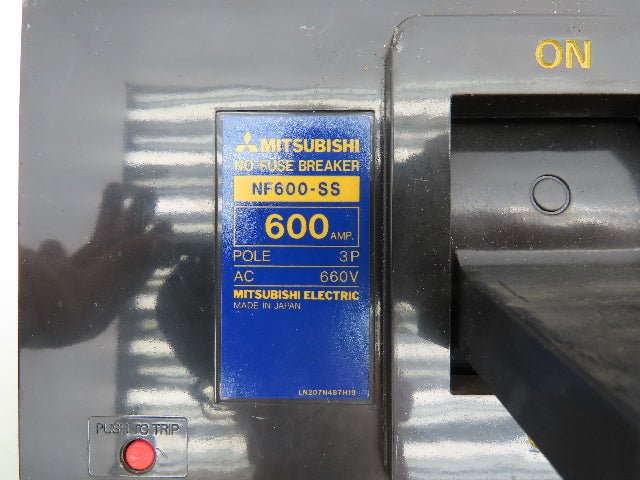 ON
MITSUBISHI
NO-FUSE BREAKER
NF600-SS
600 AMP.
POLE 3P
AC 660V
MITSUBISHI ELECTRIC
MADE IN JAPAN
LN207N487H19
PUSH TO TRIP